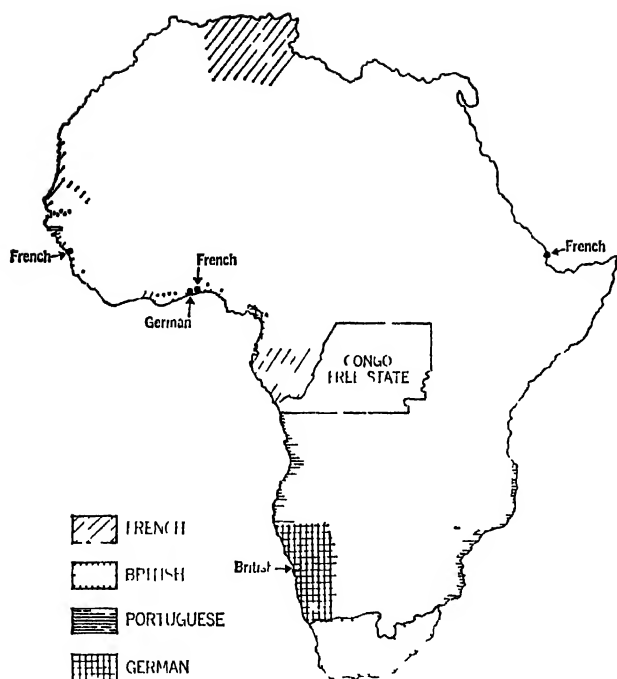 French
French
French
German
CONGO
FREE STATE
British
FRENCH
BRITISH
PORTUGUESE
GERMAN